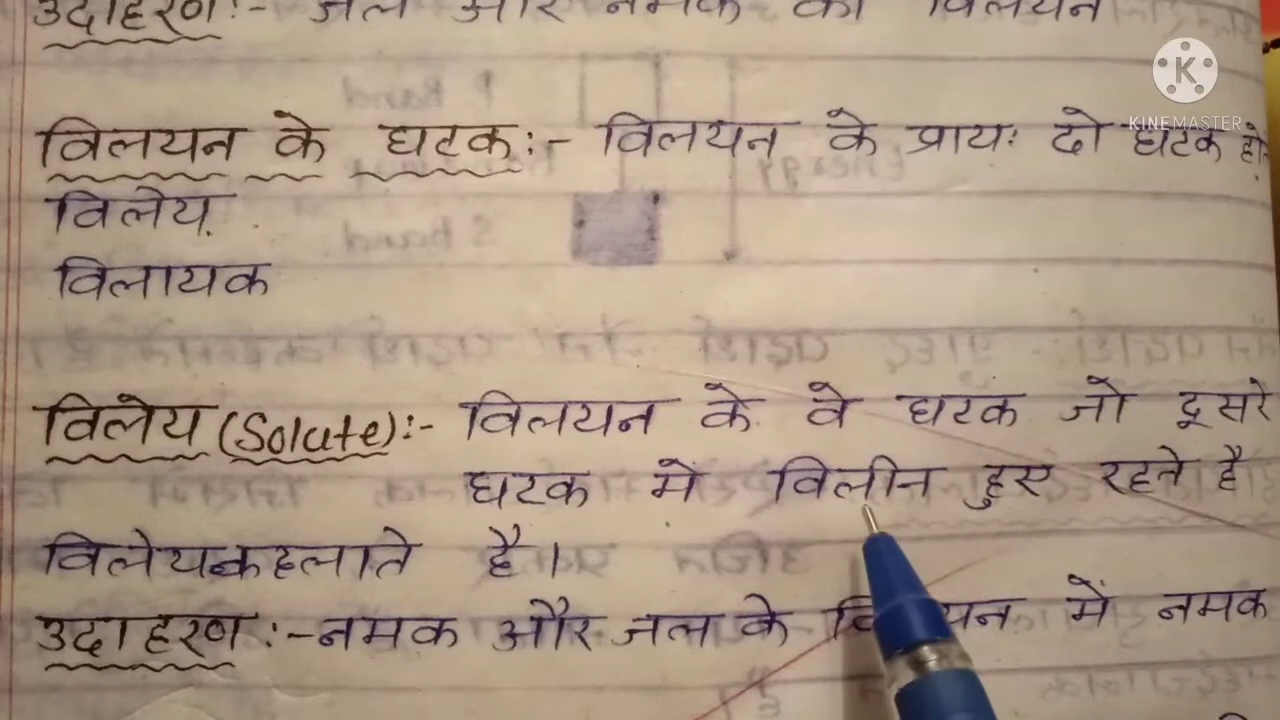 उदाहरण :- जल और नमक का विलयन
KINEMASTER
विलयन के घटक :- विलयन के प्रायः दो घटक
विलेय
विलायक
विलेय (Solute) :- विलयन के वे घटक जो दूसरे
घटक मे विलीन हुए रहते है
विलेय कहलाते है।
उदाहरण :- नमक और जल के में नमक